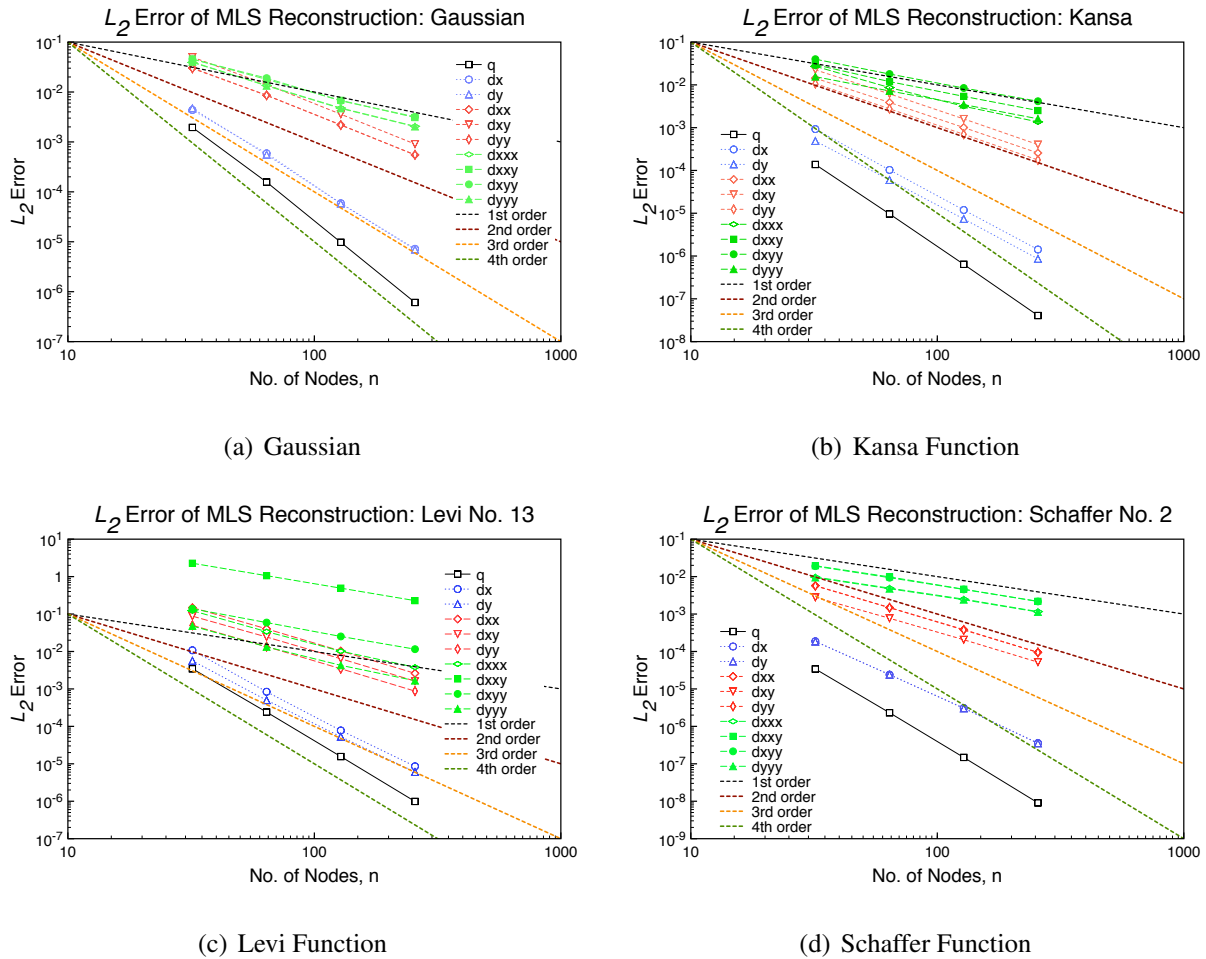 L2 Error of MLS Reconstruction: Gaussian
L2 Error
10-1
10-2
10-3
10-4
10-5
10-6
10-7
10
100
1000
No. of Nodes, n
q
dx
dy
dxx
dxy
dyy
dxxx
dxxy
dxyy
dyyy
1st order
2nd order
3rd order
4th order
(a) Gaussian
L2 Error of MLS Reconstruction: Kansa
L2 Error
10-1
10-2
10-3
10-4
10-5
10-6
10-7
10-8
10
100
1000
No. of Nodes, n
q
dx
dy
dxx
dxy
dyy
dxxx
dxxy
dxyy
dyyy
1st order
2nd order
3rd order
4th order
(b) Kansa Function
L2 Error of MLS Reconstruction: Levi No. 13
L2 Error
101
1
10-1
10-2
10-3
10-4
10-5
10-6
10-7
10
100
1000
No. of Nodes, n
q
dx
dy
dxx
dxy
dyy
dxxx
dxxy
dxyy
dyyy
1st order
2nd order
3rd order
4th order
(c) Levi Function
L2 Error of MLS Reconstruction: Schaffer No. 2
L2 Error
10-1
10-2
10-3
10-4
10-5
10-6
10-7
10-8
10-9
10
100
1000
No. of Nodes, n
q
dx
dy
dxx
dxy
dyy
dxxx
dxxy
dxyy
dyyy
1st order
2nd order
3rd order
4th order
(d) Schaffer Function